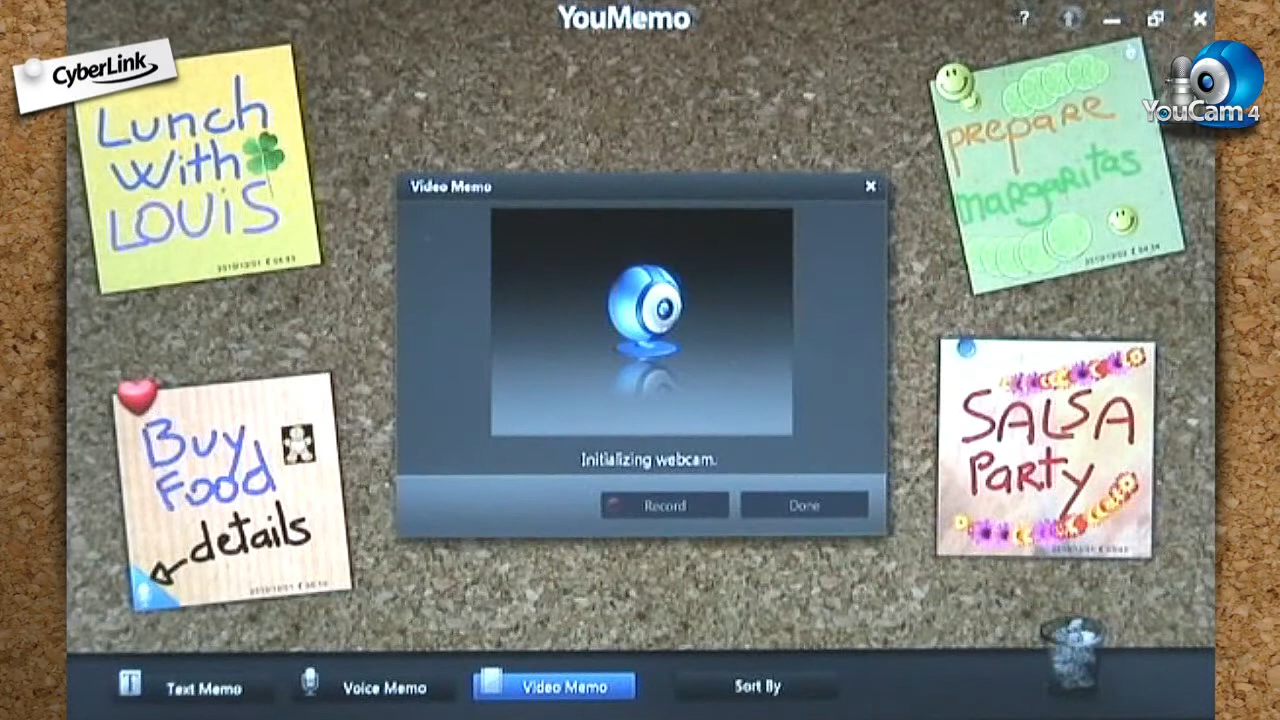 YouMemo
?
CyberLink
YouCam 4
Lunch
With
LOUIS
prepare
margaritas
Video Memo
Initializing webcam.
Record
Done
Buy
Food
details
SALSA
Party
Text Memo
Voice Memo
Video Memo
Sort By